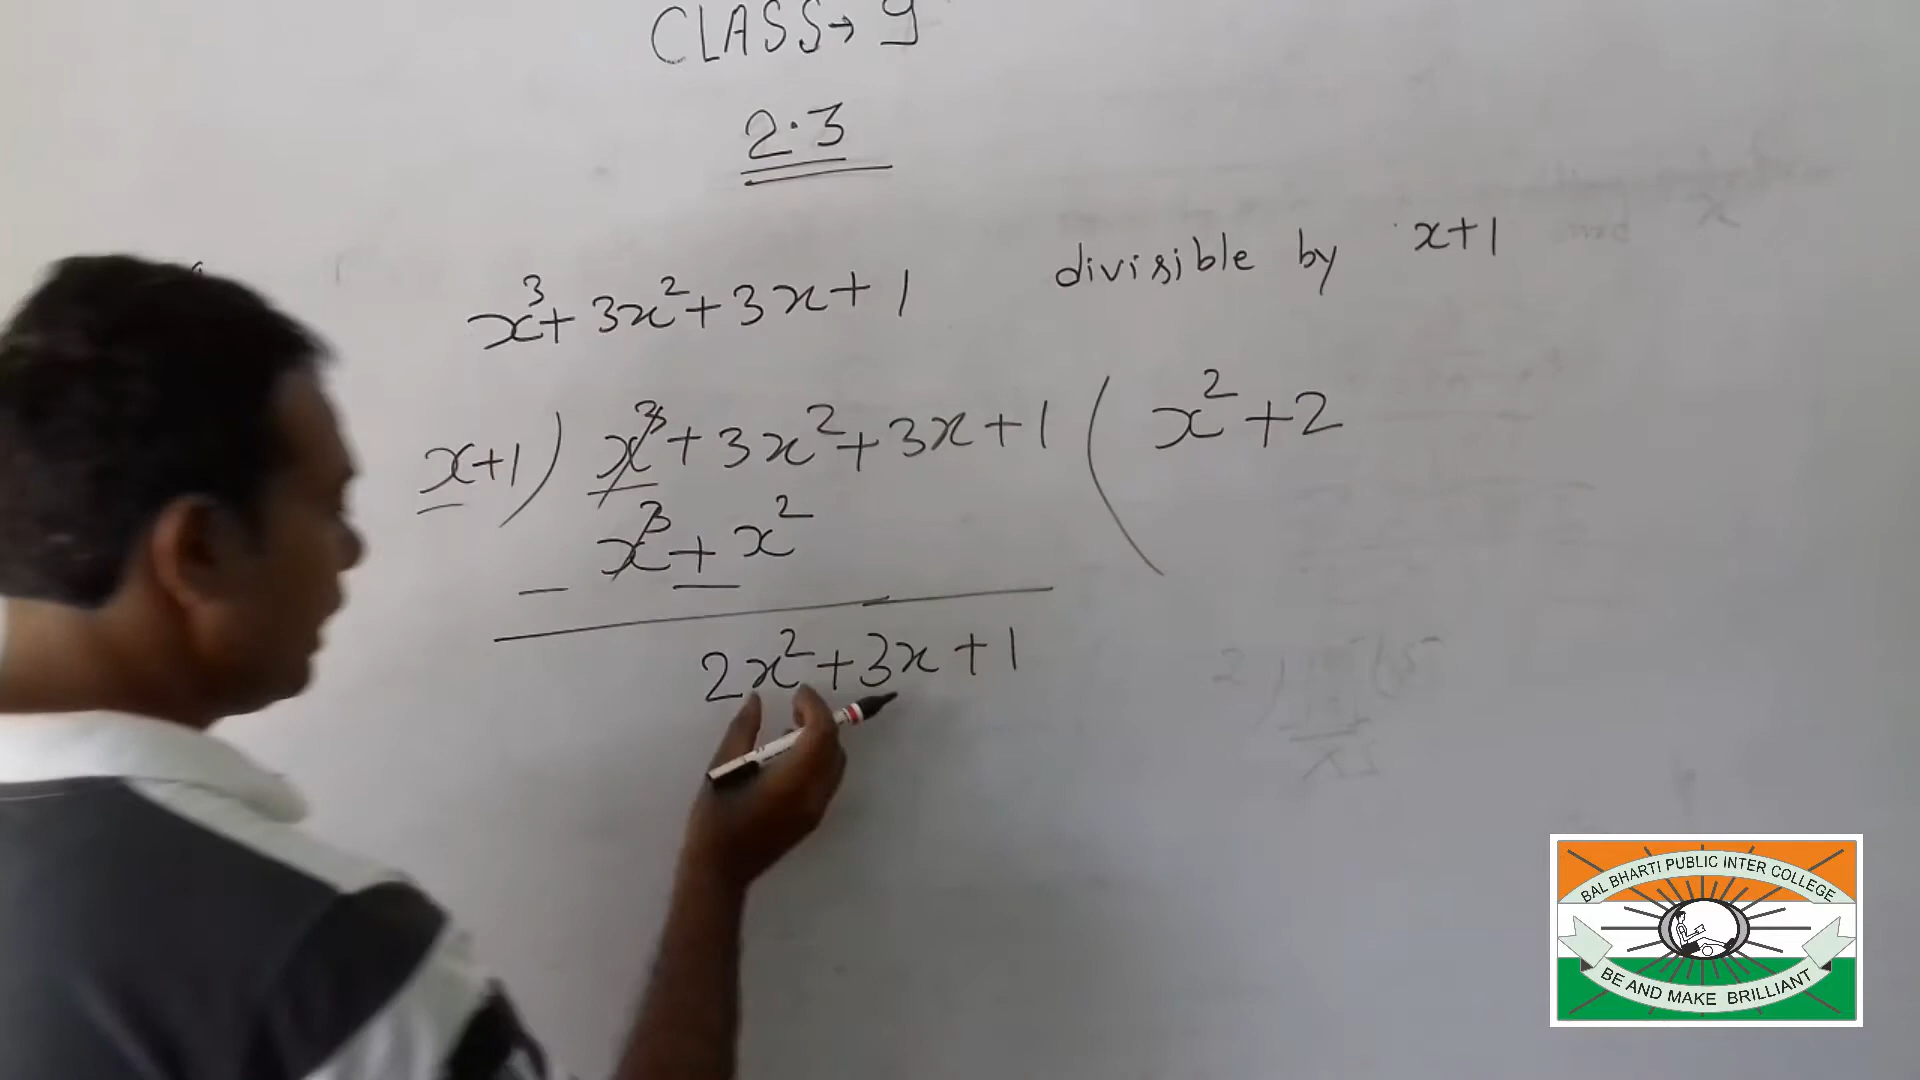 CLASS→ 9
2.3
x³+3x²+3x+1 divisible by x+1
x+1) x³+3x²+3x+1 ( x²+2
x³+x²
− −
2x²+3x+1
BAL BHARTI PUBLIC INTER COLLEGE
BE AND MAKE BRILLIANT